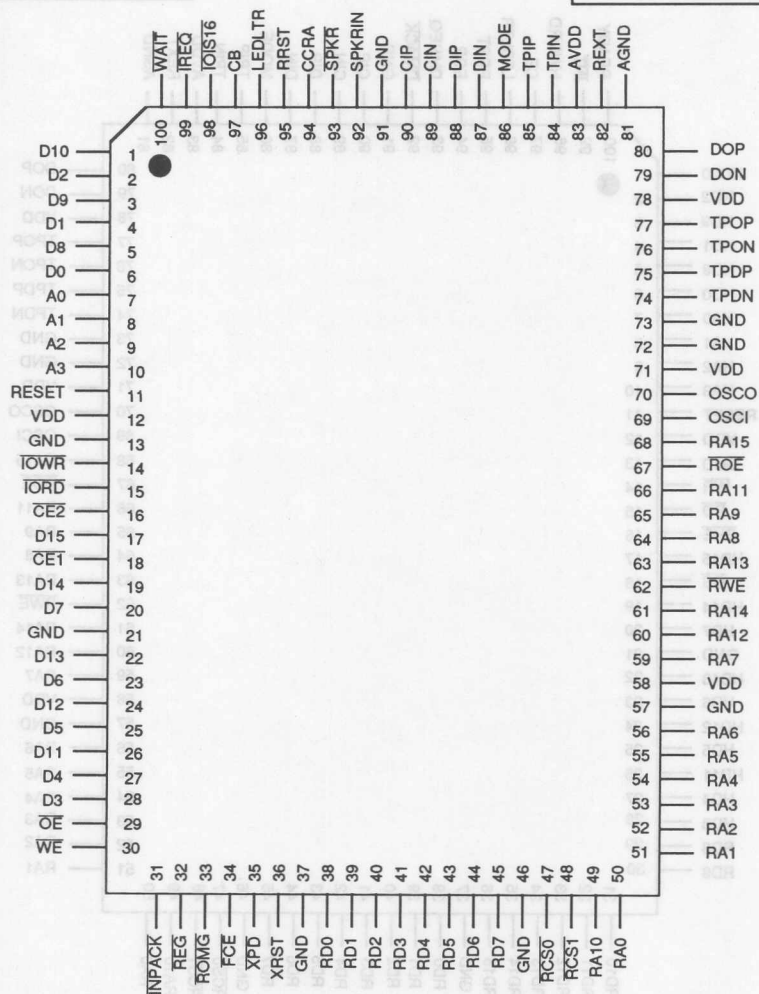 WAIT 100
IREQ 99
IOIS16 98
CB 97
LEDLTR 96
RRST 95
CCRA 94
SPKR 93
SPKRIN 92
GND 91
CIP 90
CIN 89
DIP 88
DIN 87
MODE 86
TPIP 85
TPIN 84
AVDD 83
REXT 82
AGND 81
D10 1
D2 2
D9 3
D1 4
D8 5
D0 6
A0 7
A1 8
A2 9
A3 10
RESET 11
VDD 12
GND 13
IOWR 14
IORD 15
CE2 16
D15 17
CE1 18
D14 19
D7 20
GND 21
D13 22
D6 23
D12 24
D5 25
D11 26
D4 27
D3 28
OE 29
WE 30
80 DOP
79 DON
78 VDD
77 TPOP
76 TPON
75 TPDP
74 TPDN
73 GND
72 GND
71 VDD
70 OSCO
69 OSCI
68 RA15
67 ROE
66 RA11
65 RA9
64 RA8
63 RA13
62 RWE
61 RA14
60 RA12
59 RA7
58 VDD
57 GND
56 RA6
55 RA5
54 RA4
53 RA3
52 RA2
51 RA1
31 INPACK
32 REG
33 ROMG
34 FCE
35 XPD
36 XRST
37 GND
38 RD0
39 RD1
40 RD2
41 RD3
42 RD4
43 RD5
44 RD6
45 RD7
46 GND
47 RCS0
48 RCS1
49 RA10
50 RA0